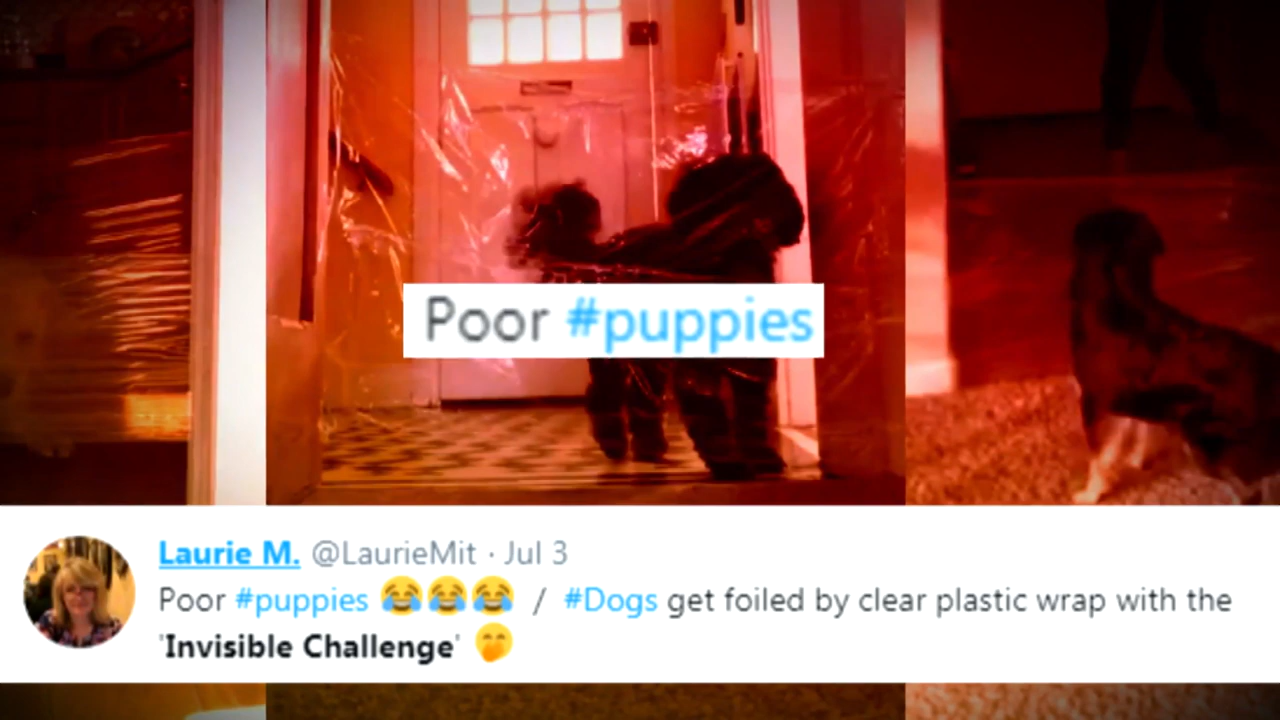 Poor #puppies
Laurie M. @LaurieMit · Jul 3
Poor #puppies 😂😂😂 / #Dogs get foiled by clear plastic wrap with the
'Invisible Challenge' 🤭